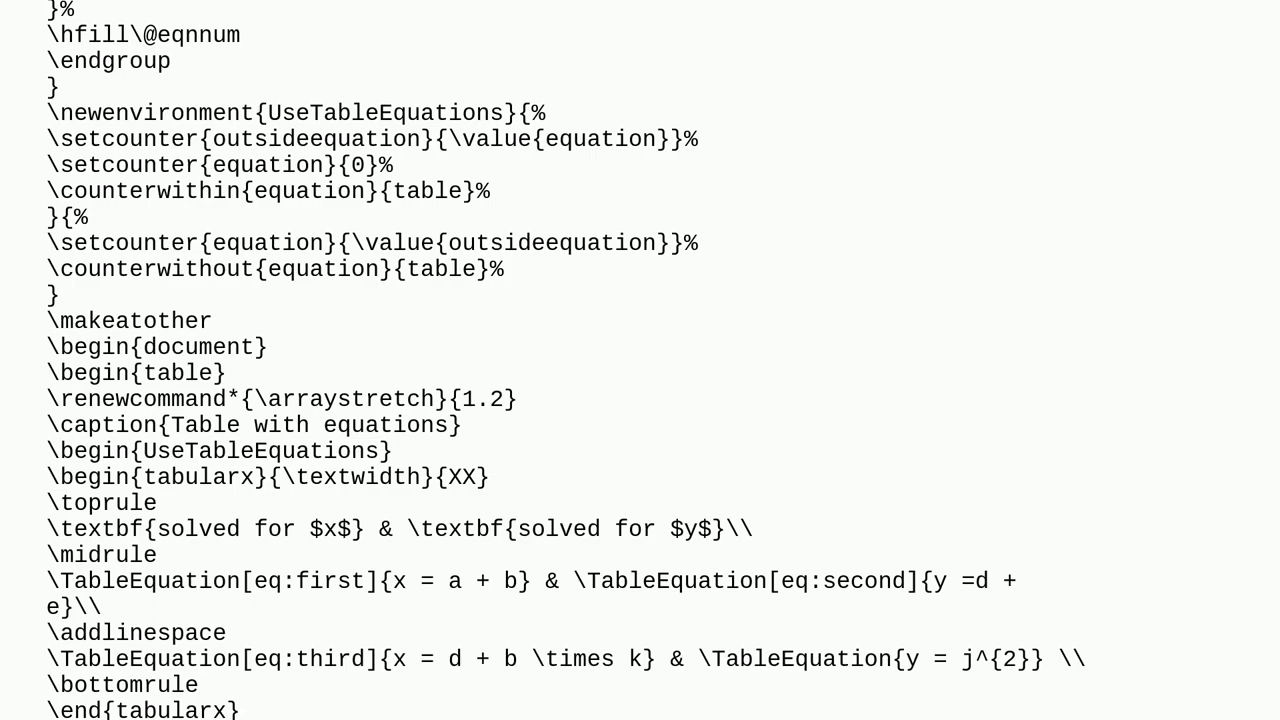 }%
\hfill\@eqnnum
\endgroup
}
\newenvironment{UseTableEquations}{%
\setcounter{outsideequation}{\value{equation}}%
\setcounter{equation}{0}%
\counterwithin{equation}{table}%
}{%
\setcounter{equation}{\value{outsideequation}}%
\counterwithout{equation}{table}%
}
\makeatother
\begin{document}
\begin{table}
\renewcommand*{\arraystretch}{1.2}
\caption{Table with equations}
\begin{UseTableEquations}
\begin{tabularx}{\textwidth}{XX}
\toprule
\textbf{solved for $x$} & \textbf{solved for $y$}\\
\midrule
\TableEquation[eq:first]{x = a + b} & \TableEquation[eq:second]{y =d +
e}\\
\addlinespace
\TableEquation[eq:third]{x = d + b \times k} & \TableEquation{y = j^{2}} \\
\bottomrule
\end{tabularx}